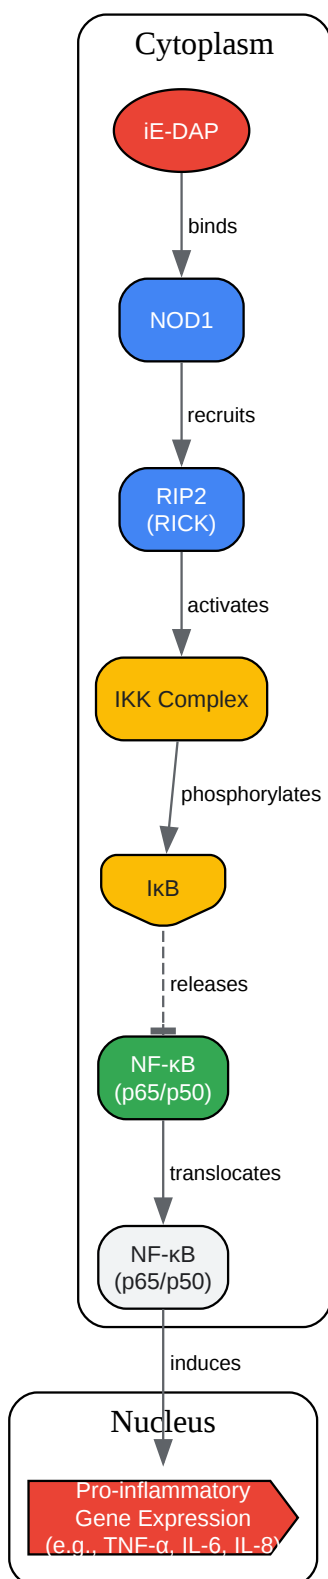 Cytoplasm
iE-DAP
binds
NOD1
recruits
RIP2
(RICK)
activates
IKK Complex
phosphorylates
IκB
releases
NF-κB
(p65/p50)
translocates
NF-κB
(p65/p50)
induces
Nucleus
Pro-inflammatory
Gene Expression
(e.g., TNF-α, IL-6, IL-8)